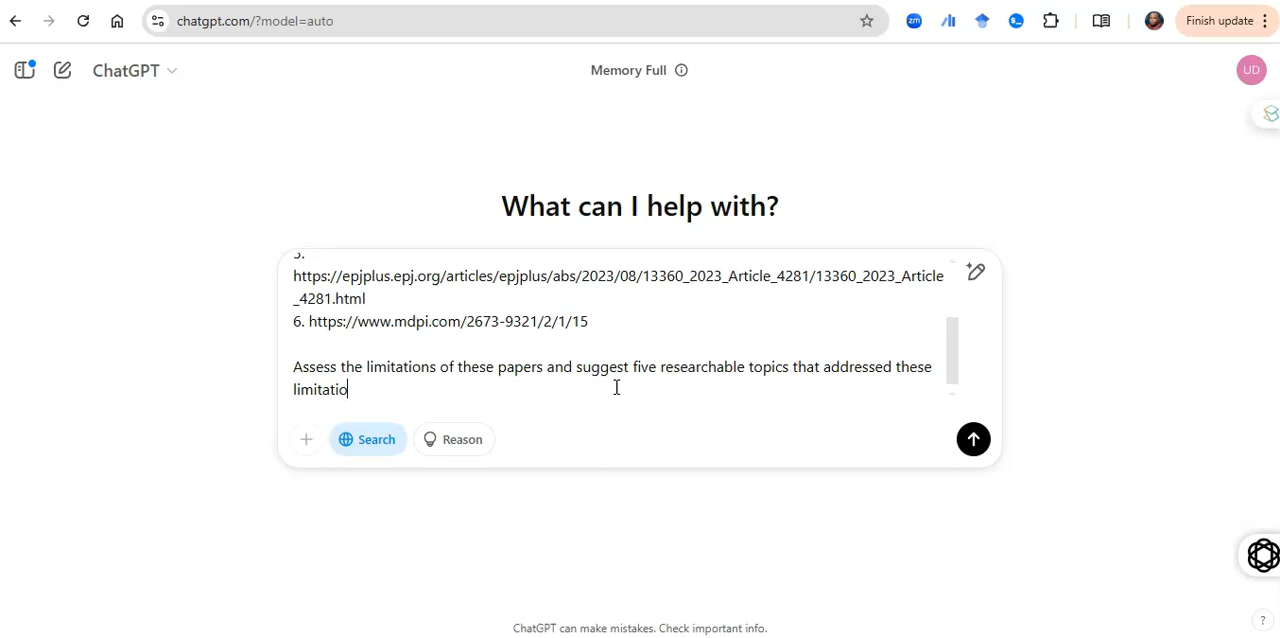 chatgpt.com/?model=auto
Finish update
ChatGPT
Memory Full
UD
What can I help with?
https://epjplus.epj.org/articles/epjplus/abs/2023/08/13360_2023_Article_4281/13360_2023_Article
_4281.html
6. https://www.mdpi.com/2673-9321/2/1/15
Assess the limitations of these papers and suggest five researchable topics that addressed these
limitatio
Search
Reason
ChatGPT can make mistakes. Check important info.
?